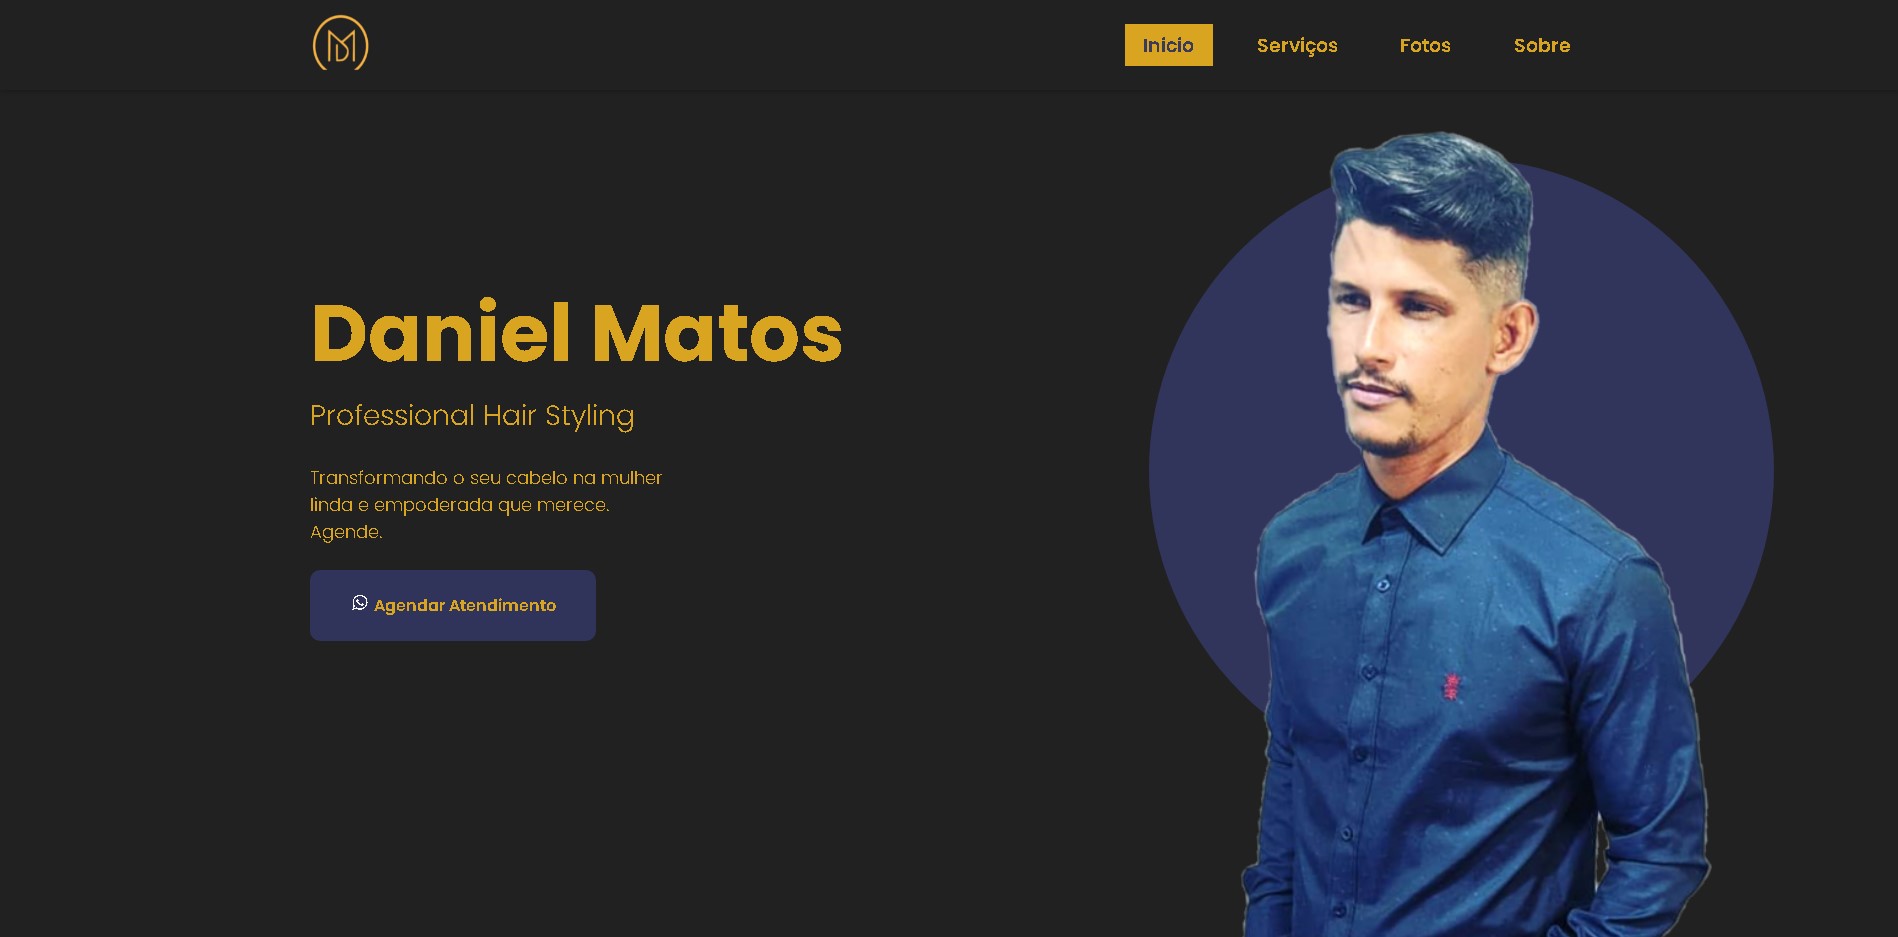 Inicio
Serviços
Fotos
Sobre
Daniel Matos
Professional Hair Styling
Transformando o seu cabelo na mulher
linda e empoderada que merece.
Agende.
Agendar Atendimento